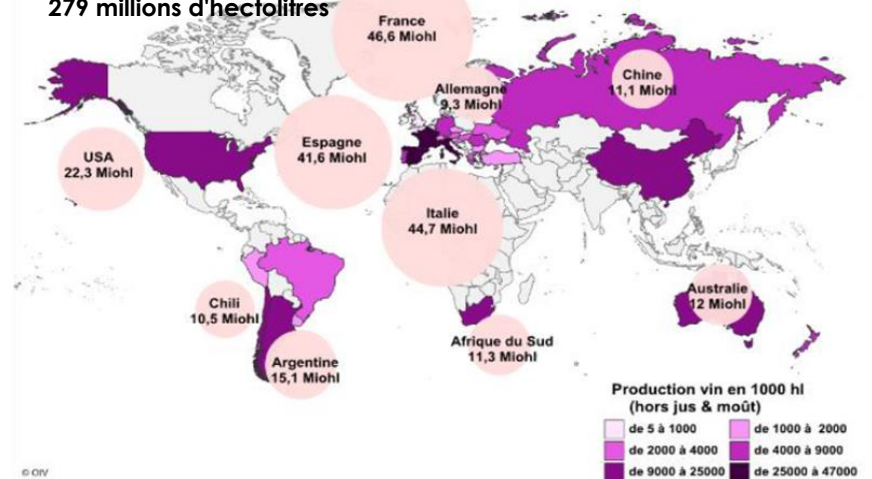 279 millions d'hectolitres
France
46,6 Miohl
Chine
11,1 Miohl
Allemagne
9,3 Miohl
Espagne
41,6 Miohl
USA
22,3 Miohl
Italie
44,7 Miohl
Chili
10,5 Miohl
Australie
12 Miohl
Afrique du Sud
11,3 Miohl
Argentine
15,1 Miohl
Production vin en 1000 hl
(hors jus & moût)
de 5 à 1000
de 1000 à 2000
de 2000 à 4000
de 4000 à 9000
de 9000 à 25000
de 25000 à 47000
© OIV